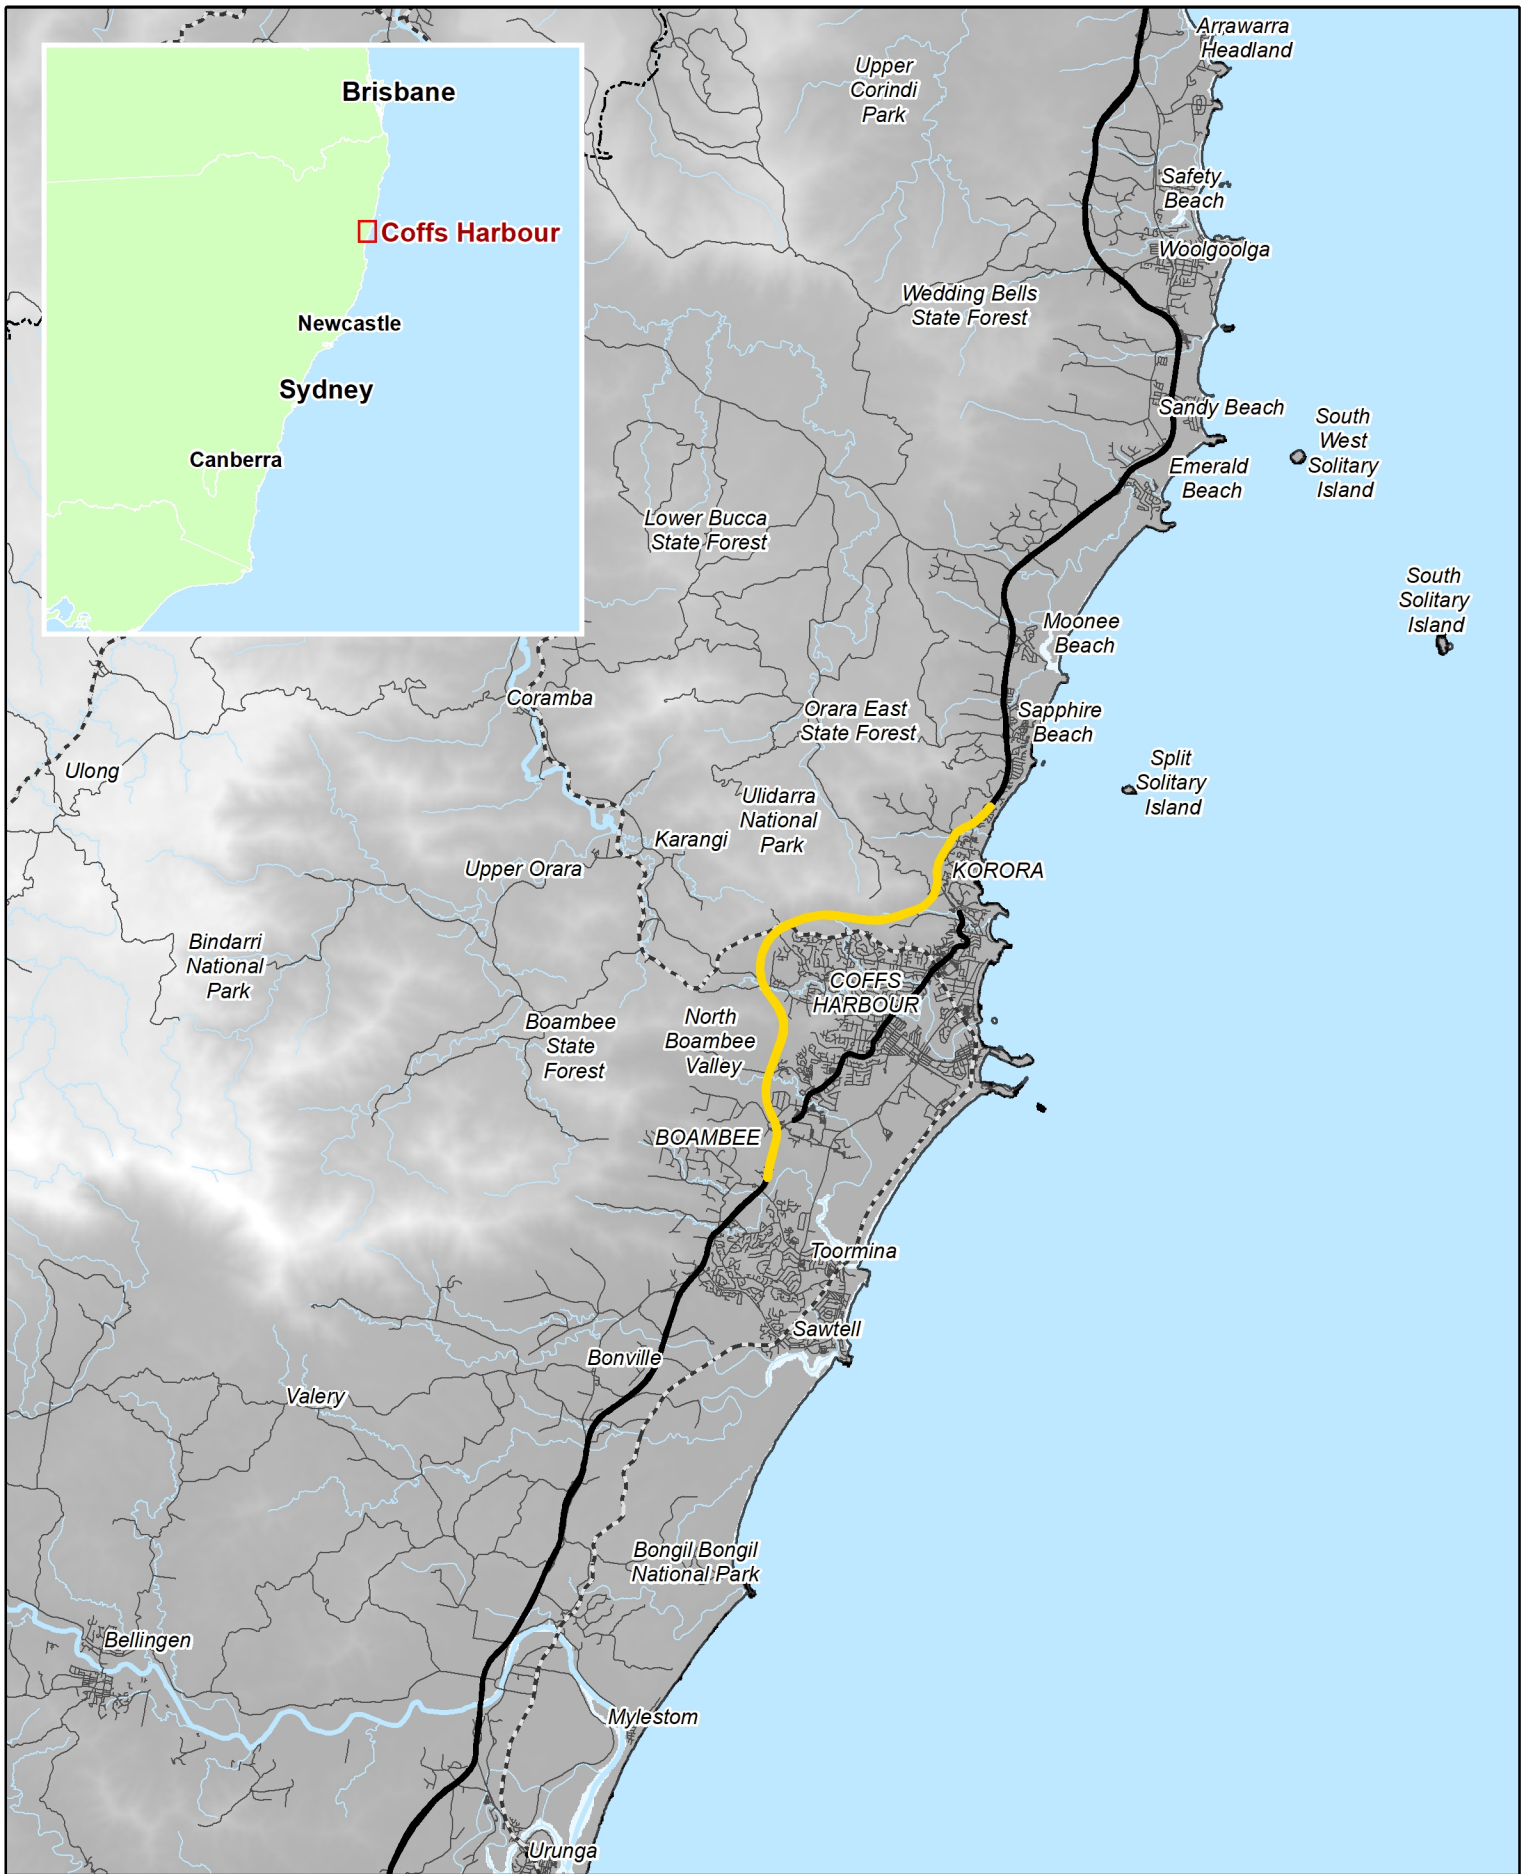 Arrawarra
Headland
Upper
Corindi
Park
Brisbane
Safety
Beach
Coffs Harbour
Woolgoolga
Wedding Bells
State Forest
Newcastle
Sydney
Sandy Beach
South
West
Solitary
Island
Canberra
Emerald
Beach
Lower Bucca
State Forest
South
Solitary
Island
Moonee
Beach
Coramba
Orara East
State Forest
Sapphire
Beach
Ulong
Split
Solitary
Island
Ulidarra
National
Park
Karangi
Upper Orara
KORORA
Bindarri
National
Park
COFFS
HARBOUR
Boambee
State
Forest
North
Boambee
Valley
BOAMBEE
Toormina
Sawtell
Bonville
Valery
Bongil Bongil
National Park
Bellingen
Mylestom
Urunga